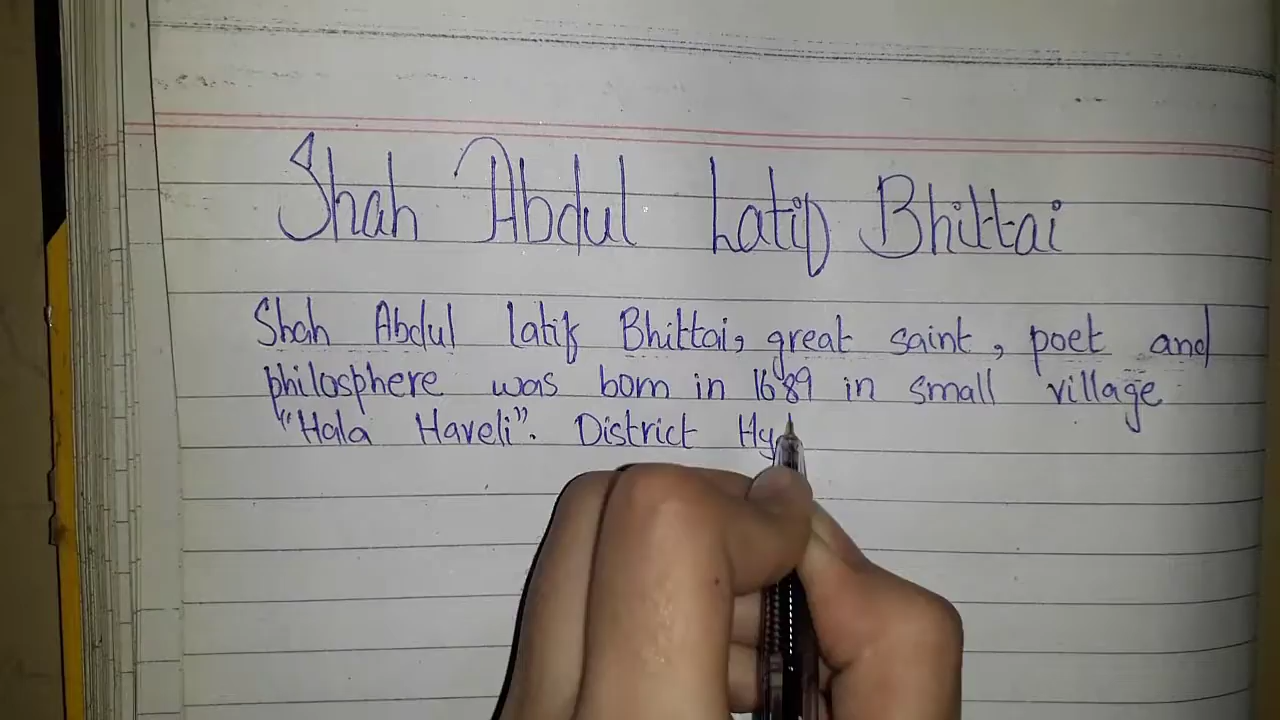 Shah Abdul Latif Bhittai
Shah Abdul latif Bhittai, great saint, poet and
philosphere was born in 1689 in small village
"Hala Haveli". District Hy